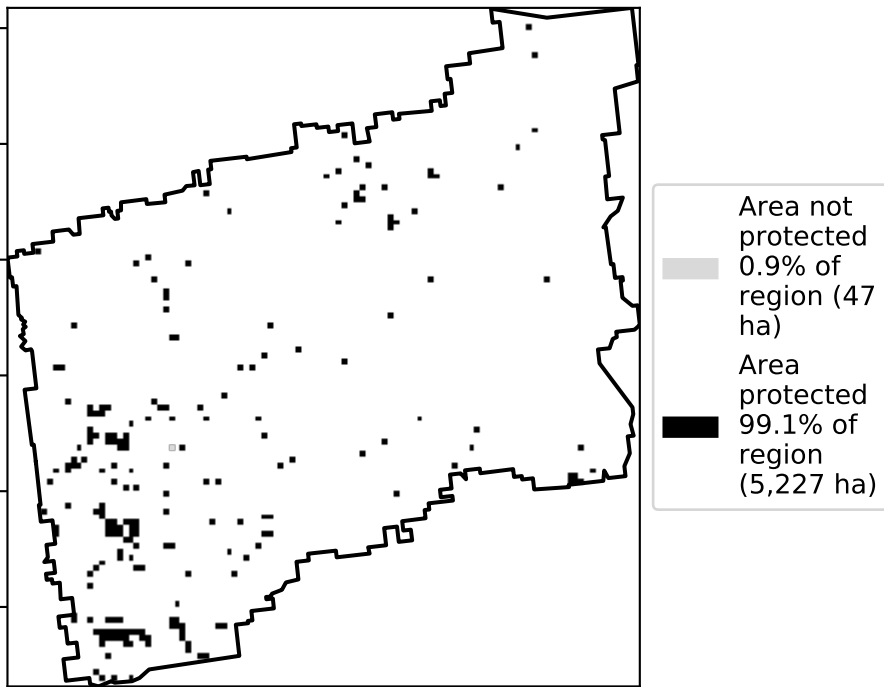 Area not
protected
0.9% of
region (47
ha)
Area
protected
99.1% of
region
(5,227 ha)